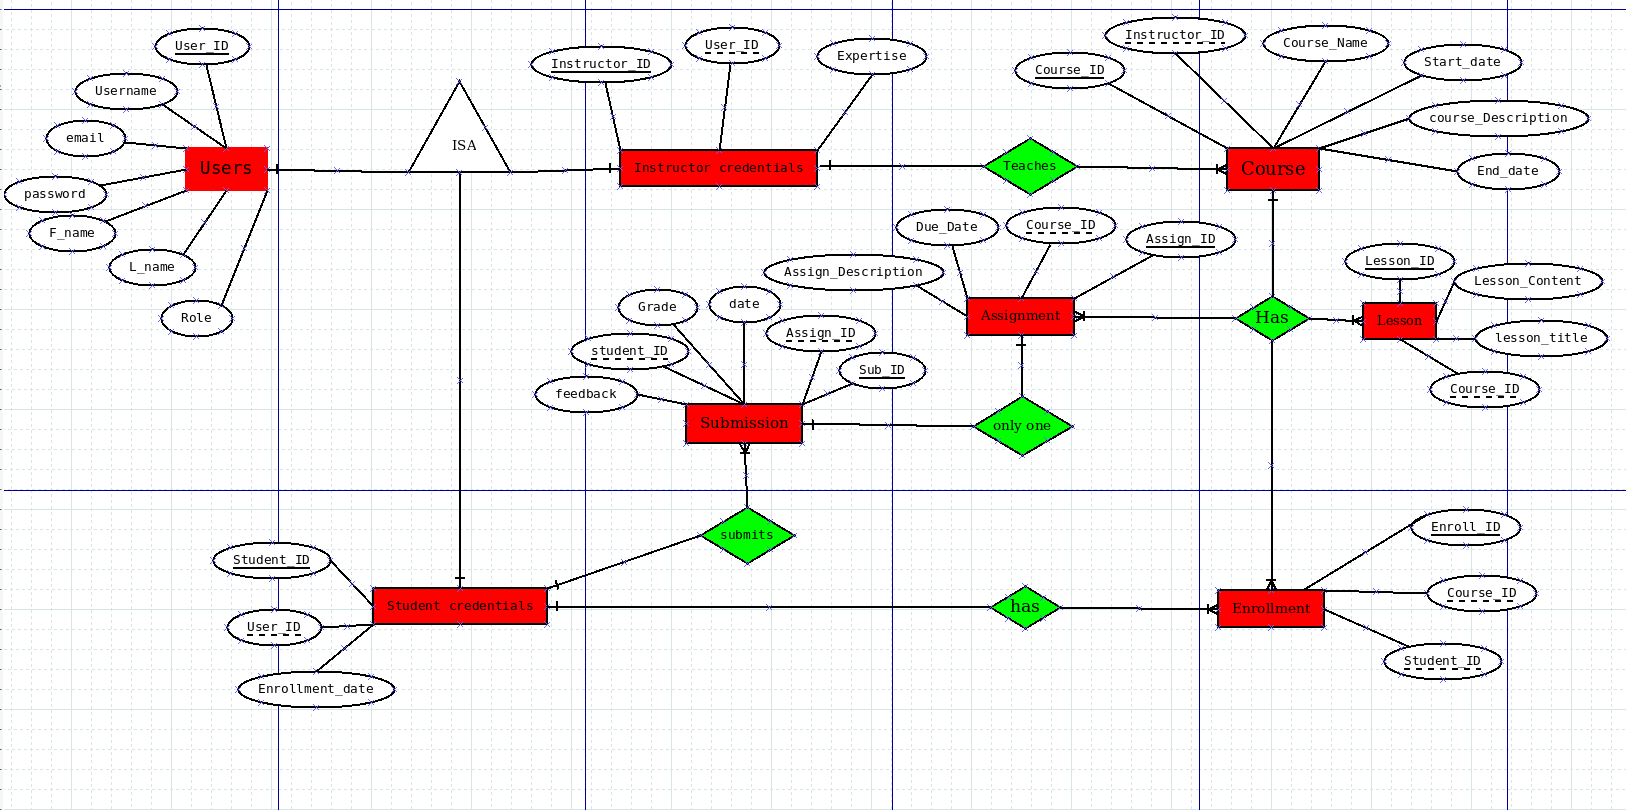 User_ID
Username
email
password
F_name
L_name
Role
Users
ISA
Instructor_ID
User_ID
Expertise
Instructor credentials
Teaches
Course_ID
Instructor_ID
Course_Name
Start_date
course_Description
End_date
Course
Due_Date
Course_ID
Assign_ID
Assign_Description
Assignment
Has
Lesson_ID
Lesson_Content
lesson_title
Course_ID
Lesson
Grade
date
Assign_ID
student_ID
Sub_ID
feedback
Submission
only one
submits
Student_ID
User_ID
Enrollment_date
Student credentials
has
Enroll_ID
Course_ID
Student_ID
Enrollment